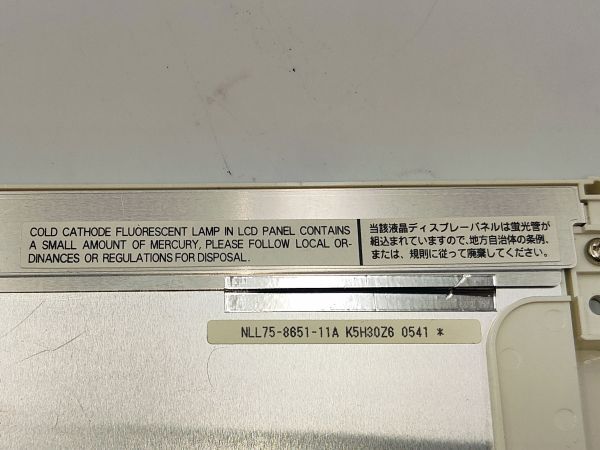 COLD CATHODE FLUORESCENT LAMP IN LCD PANEL CONTAINS
A SMALL AMOUNT OF MERCURY, PLEASE FOLLOW LOCAL OR-
DINANCES OR REGULATIONS FOR DISPOSAL.
当該液晶ディスプレーパネルは蛍光管が
組込まれていますので、地方自治体の条例、
または、規則に従って廃棄してください。
NLL75-8651-11A K5H30Z6 0541 *